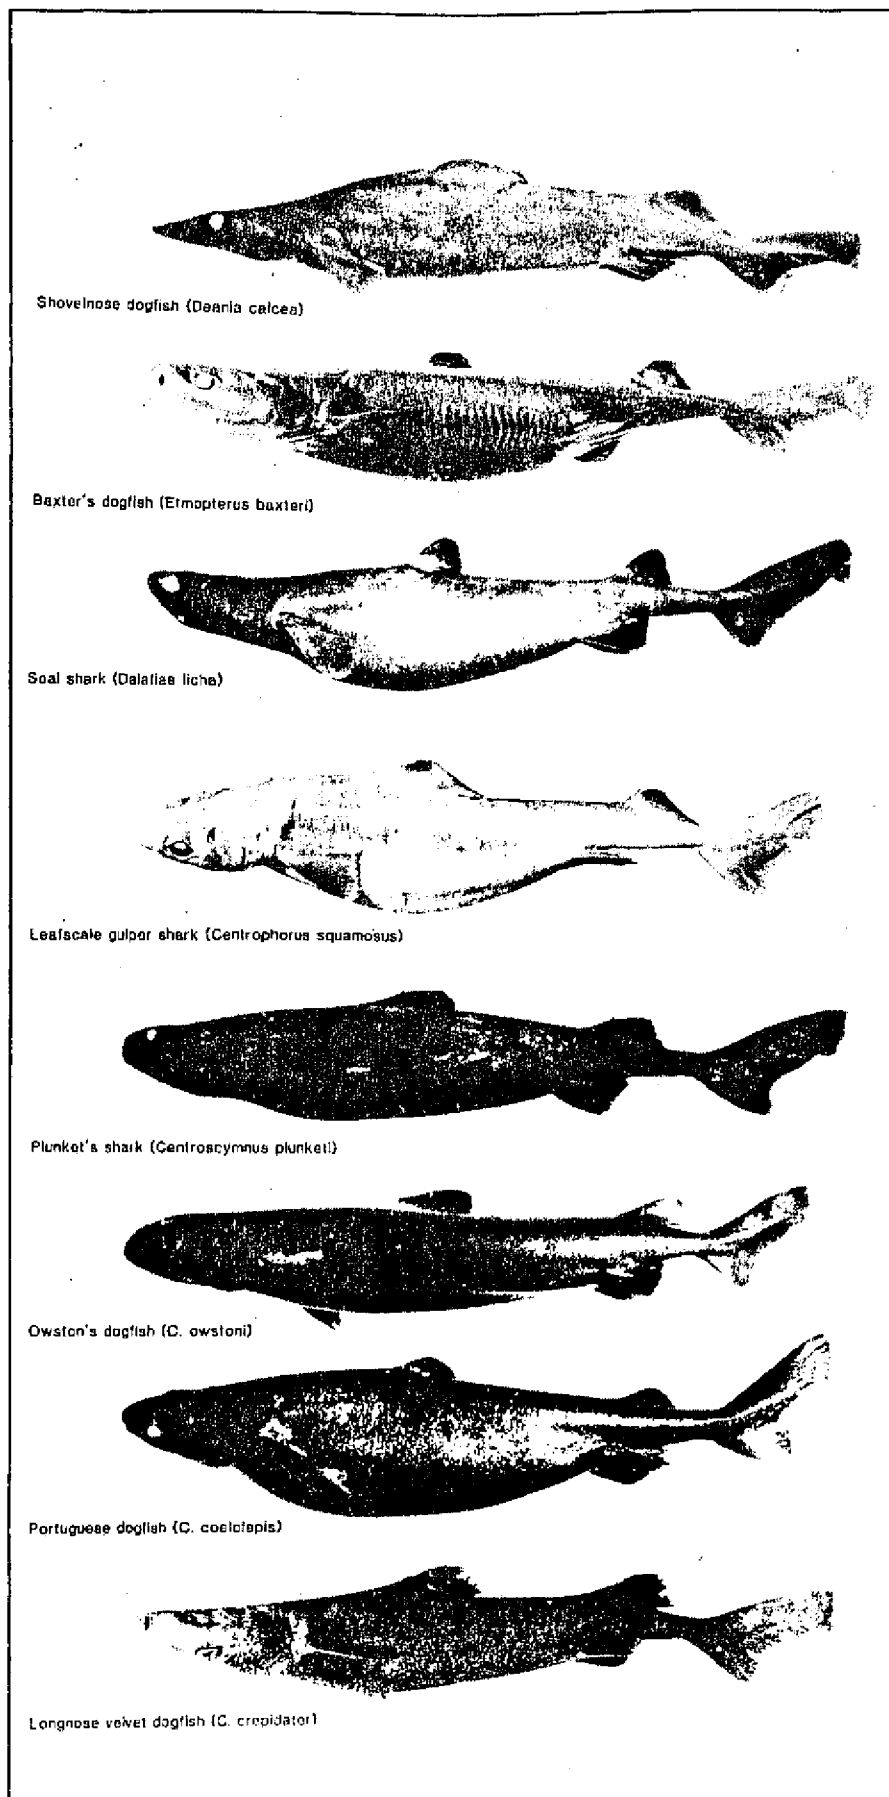 Shovelnose dogfish (Deania calcea)
Baxter's dogfish (Etmopterus baxteri)
Seal shark (Dalatias licha)
Leafscale gulper shark (Centrophorus squamosus)
Plunket's shark (Centroscymnus plunketi)
Owston's dogfish (C. owstoni)
Portuguese dogfish (C. coelolepis)
Longnose velvet dogfish (C. crepidater)